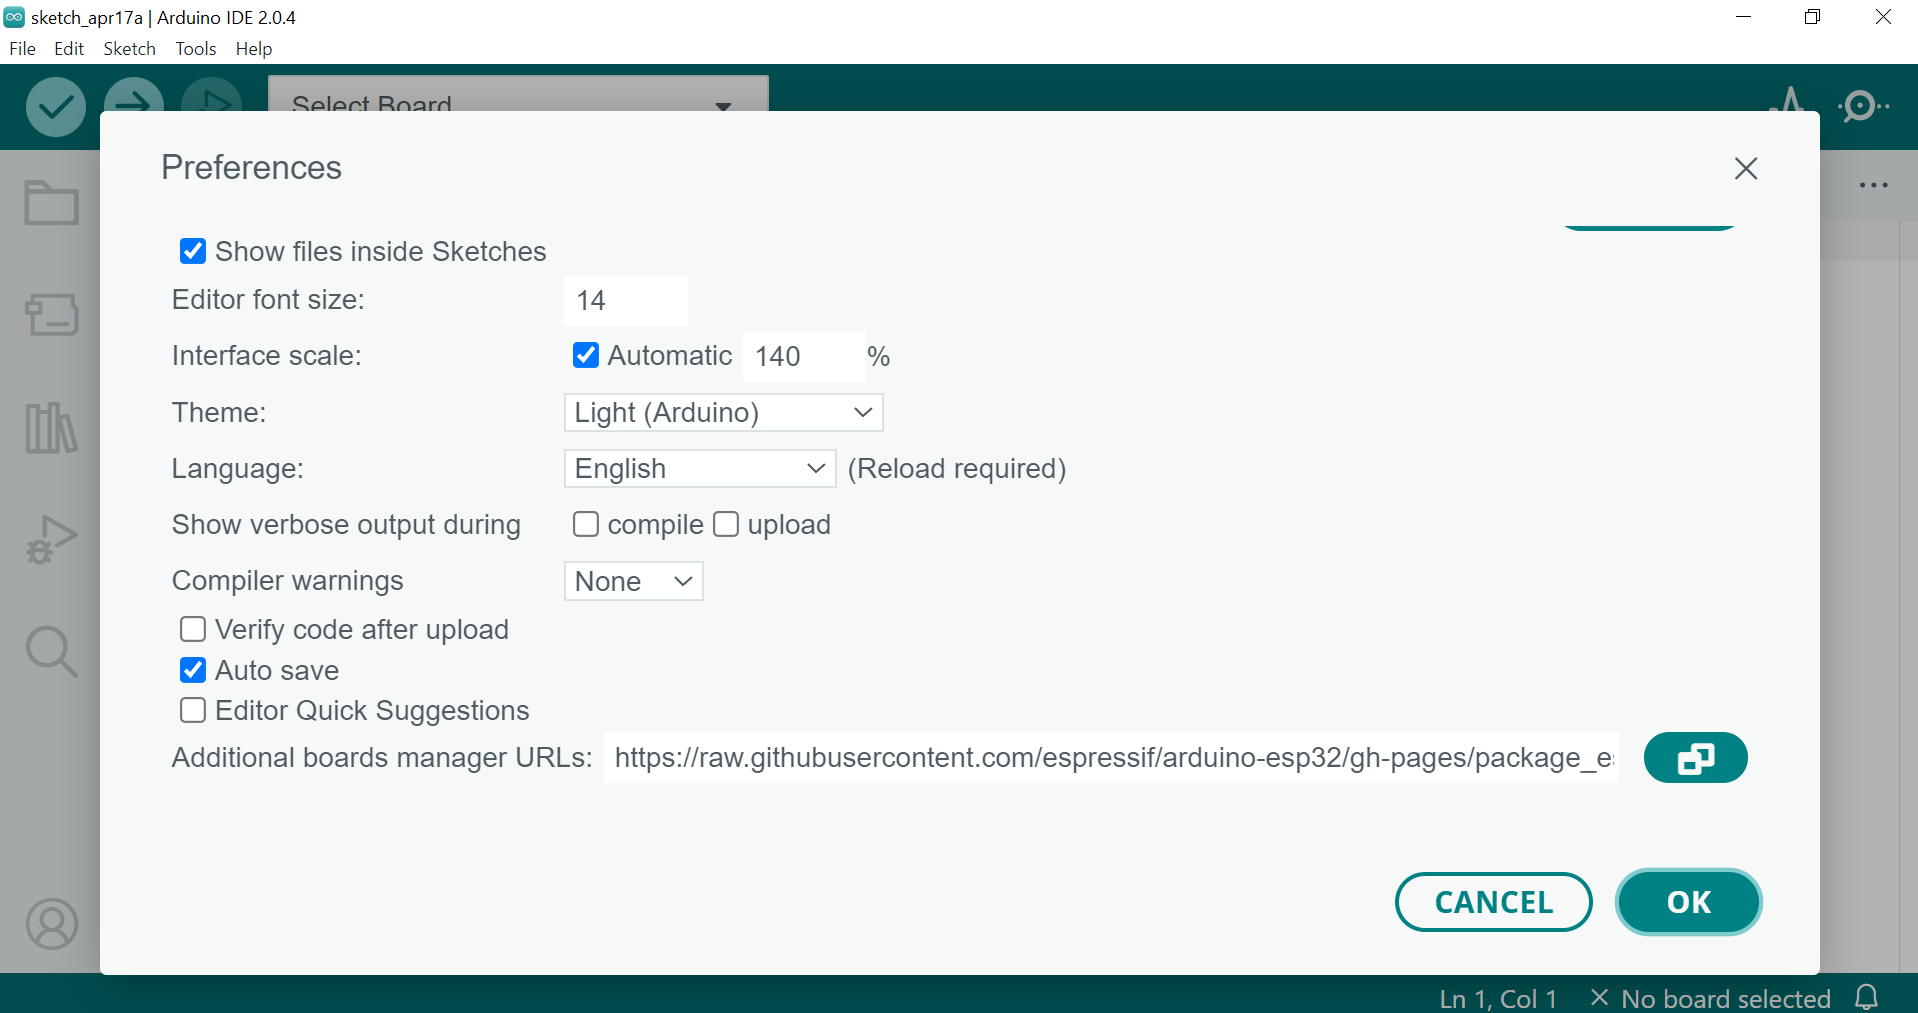 sketch_apr17a | Arduino IDE 2.0.4
File Edit Sketch Tools Help
Select Board
Preferences
Show files inside Sketches
Editor font size: 14
Interface scale: Automatic 140 %
Theme: Light (Arduino)
Language: English (Reload required)
Show verbose output during compile upload
Compiler warnings None
Verify code after upload
Auto save
Editor Quick Suggestions
Additional boards manager URLs: https://raw.githubusercontent.com/espressif/arduino-esp32/gh-pages/package_e
CANCEL OK
Ln 1, Col 1 No board selected